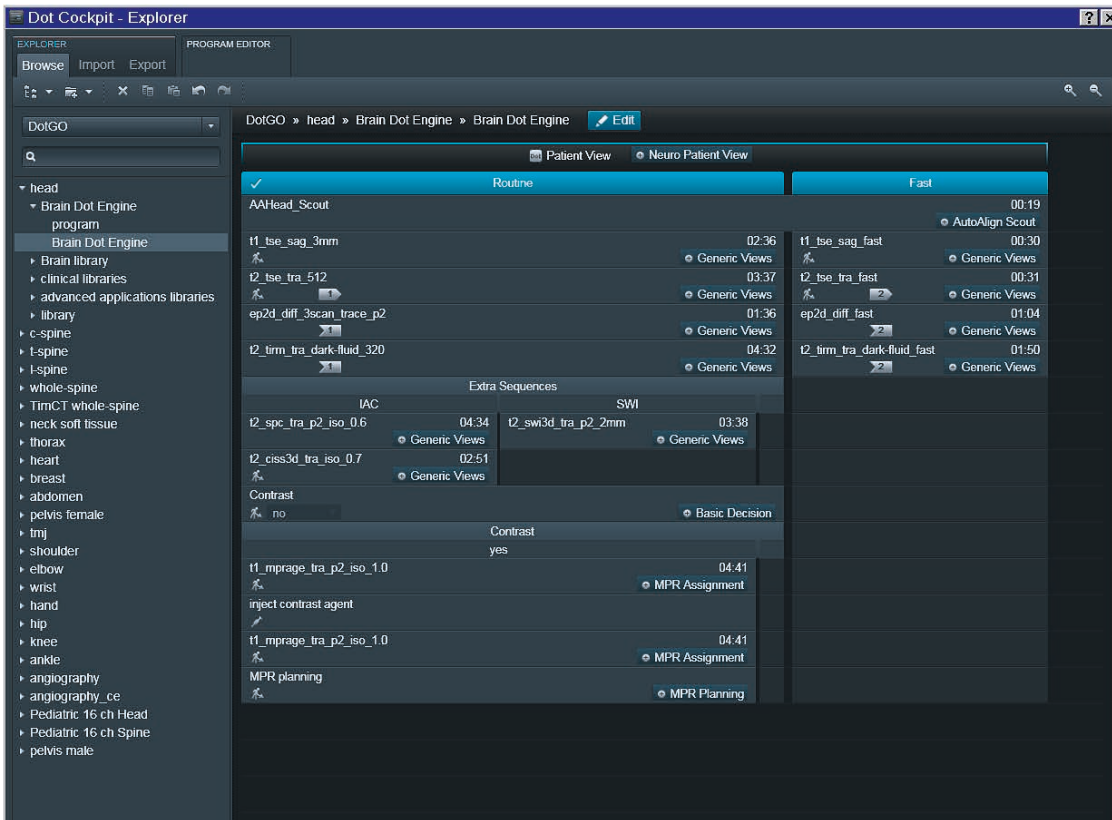 Dot Cockpit - Explorer
EXPLORER
PROGRAM EDITOR
Browse Import Export
DotGO
DotGO » head » Brain Dot Engine » Brain Dot Engine Edit
Dot Patient View Neuro Patient View
head
Brain Dot Engine
program
Brain Dot Engine
Brain library
clinical libraries
advanced applications libraries
library
c-spine
t-spine
l-spine
whole-spine
TimCT whole-spine
neck soft tissue
thorax
heart
breast
abdomen
pelvis female
tmj
shoulder
elbow
wrist
hand
hip
knee
ankle
angiography
angiography_ce
Pediatric 16 ch Head
Pediatric 16 ch Spine
pelvis male
Routine Fast
AAHead_Scout 00:19
AutoAlign Scout
t1_tse_sag_3mm 02:36 t1_tse_sag_fast 00:30
Generic Views Generic Views
t2_tse_tra_512 03:37 t2_tse_tra_fast 00:31
1 Generic Views 2 Generic Views
ep2d_diff_3scan_trace_p2 01:36 ep2d_diff_fast 01:04
1 Generic Views 2 Generic Views
t2_tirm_tra_dark-fluid_320 04:32 t2_tirm_tra_dark-fluid_fast 01:50
1 Generic Views 2 Generic Views
Extra Sequences
IAC SWI
t2_spc_tra_p2_iso_0.6 04:34 t2_swi3d_tra_p2_2mm 03:38
Generic Views Generic Views
t2_ciss3d_tra_iso_0.7 02:51
Generic Views
Contrast
no Basic Decision
Contrast
yes
t1_mprage_tra_p2_iso_1.0 04:41
MPR Assignment
inject contrast agent
t1_mprage_tra_p2_iso_1.0 04:41
MPR Assignment
MPR planning
MPR Planning